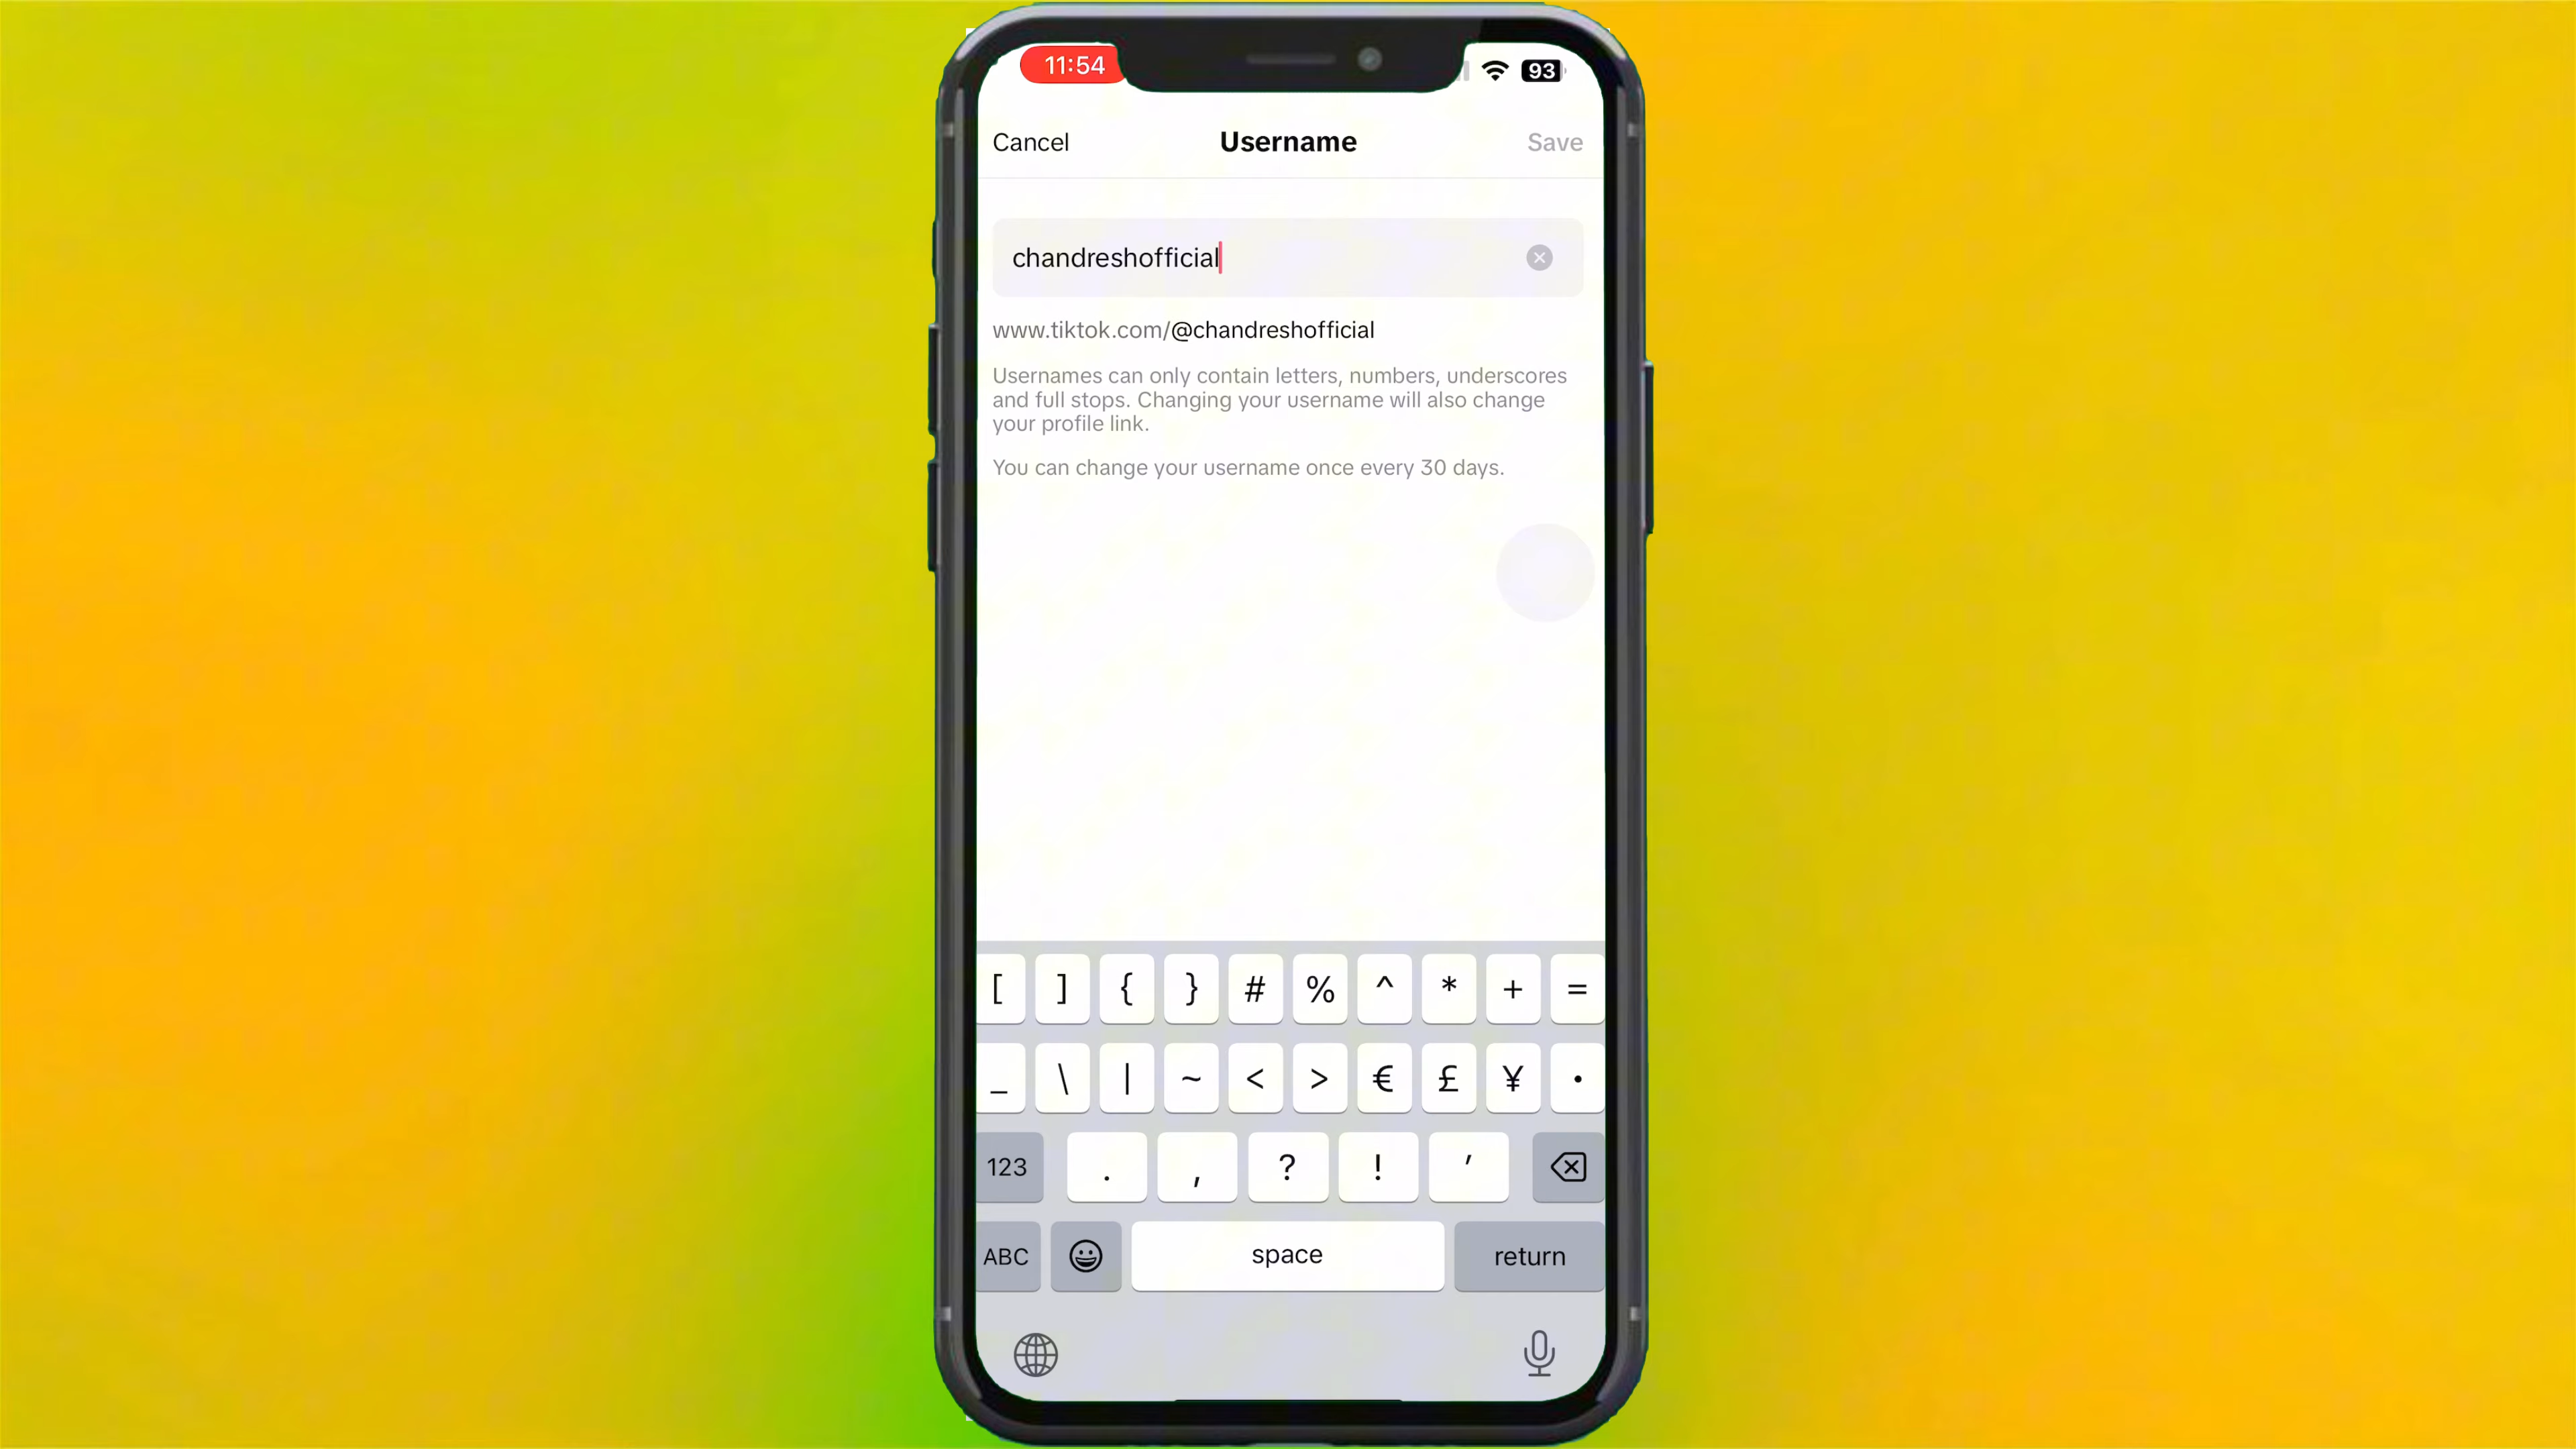 11:54
93
Cancel Username Save
chandreshofficial
www.tiktok.com/@chandreshofficial
Usernames can only contain letters, numbers, underscores
and full stops. Changing your username will also change
your profile link.
You can change your username once every 30 days.
[ ] { } # % ^ * + =
_ \ | ~ < > € £ ¥ •
123 . , ? ! ’
ABC space return